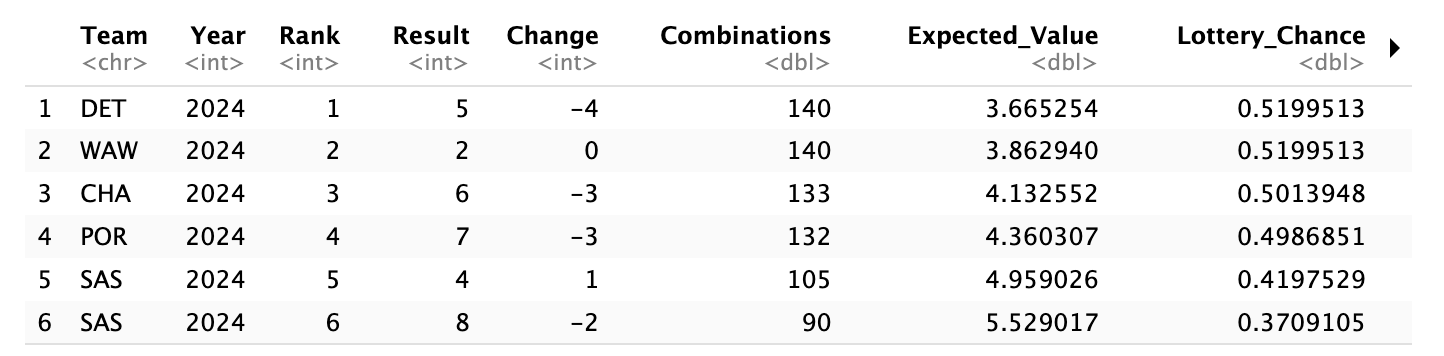 Team Year Rank Result Change Combinations Expected_Value Lottery_Chance
<chr> <int> <int> <int> <int> <dbl> <dbl> <dbl>
1 DET 2024 1 5 -4 140 3.665254 0.5199513
2 WAW 2024 2 2 0 140 3.862940 0.5199513
3 CHA 2024 3 6 -3 133 4.132552 0.5013948
4 POR 2024 4 7 -3 132 4.360307 0.4986851
5 SAS 2024 5 4 1 105 4.959026 0.4197529
6 SAS 2024 6 8 -2 90 5.529017 0.3709105